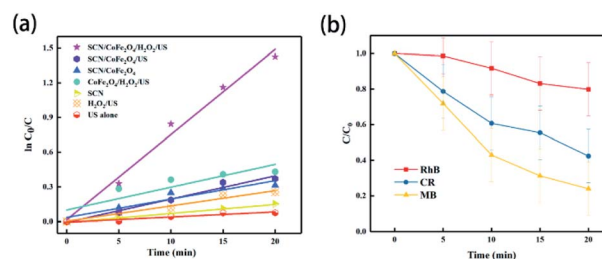 (a)
SCN/CoFe₂O₄/H₂O₂/US
SCN/CoFe₂O₄/US
SCN/CoFe₂O₄
CoFe₂O₄/H₂O₂/US
SCN
H₂O₂/US
US alone
ln C₀/C
1.5
1.2
0.9
0.6
0.3
0.0
0 5 10 15 20
Time (min)
(b)
C/C₀
1.0
0.8
0.6
0.4
0.2
0.0
RhB
CR
MB
0 5 10 15 20
Time (min)